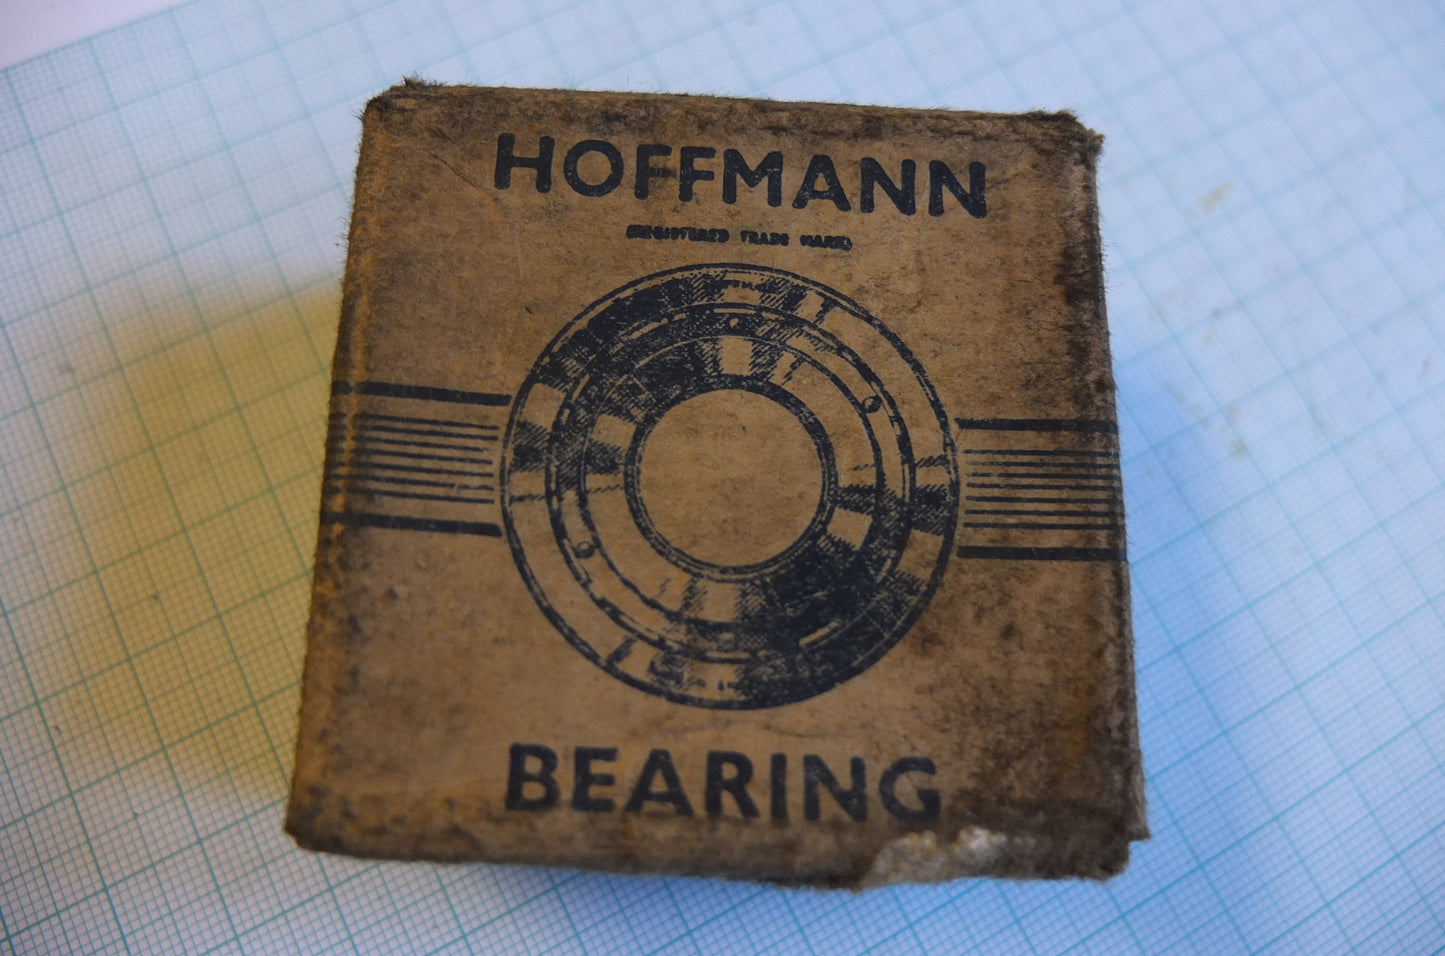 HOFFMANN
(REGISTERED TRADE MARK)
BEARING